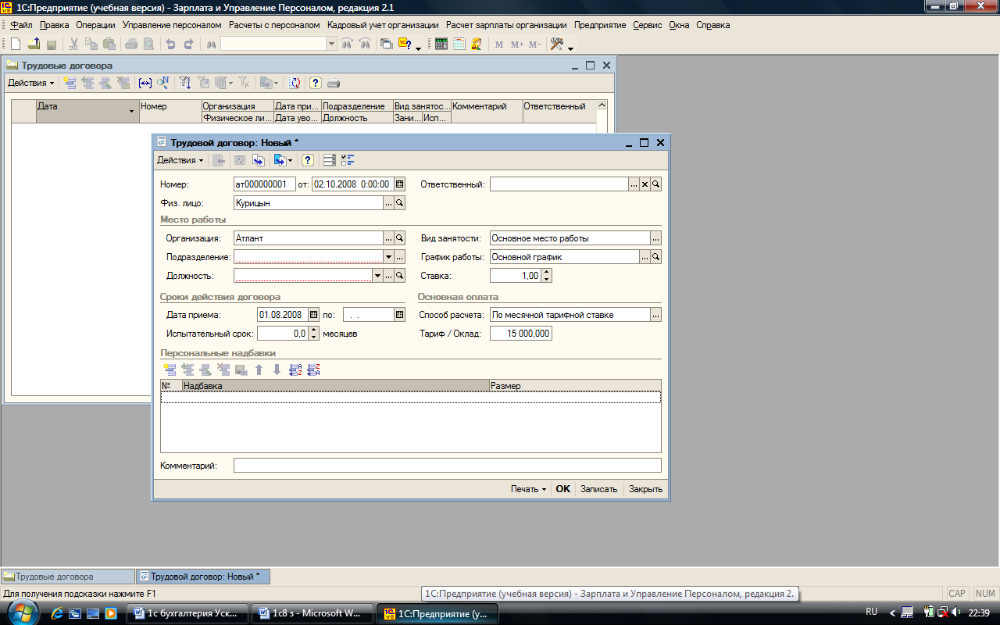 1С:Предприятие (учебная версия) - Зарплата и Управление Персоналом, редакция 2.1
Файл Правка Операции Управление персоналом Расчеты с персоналом Кадровый учет организации Расчет зарплаты организации Предприятие Сервис Окна Справка
M M+ M-
Трудовые договора
Действия
Дата Номер Организация Дата при... Подразделение Вид занятос... Комментарий Ответственный
Физическое ли... Дата уво... Должность Зани... Исп...
Трудовой договор: Новый *
Действия
Номер: ат000000001 от: 02.10.2008 0:00:00 Ответственный:
Физ. лицо: Курицын
Место работы
Организация: Атлант Вид занятости: Основное место работы
Подразделение: График работы: Основной график
Должность: Ставка: 1,00
Сроки действия договора Основная оплата
Дата приема: 01.08.2008 по: . . Способ расчета: По месячной тарифной ставке
Испытательный срок: 0,0 месяцев Тариф / Оклад: 15 000,000
Персональные надбавки
№ Надбавка Размер
Комментарий:
Печать OK Записать Закрыть
Трудовые договора Трудовой договор: Новый *
Для получения подсказки нажмите F1 1С:Предприятие (учебная версия) - Зарплата и Управление Персоналом, редакция 2. CAP NUM
1с бухгалтерия Уск... 1с8 з - Microsoft W... 1С:Предприятие (у... RU 22:39